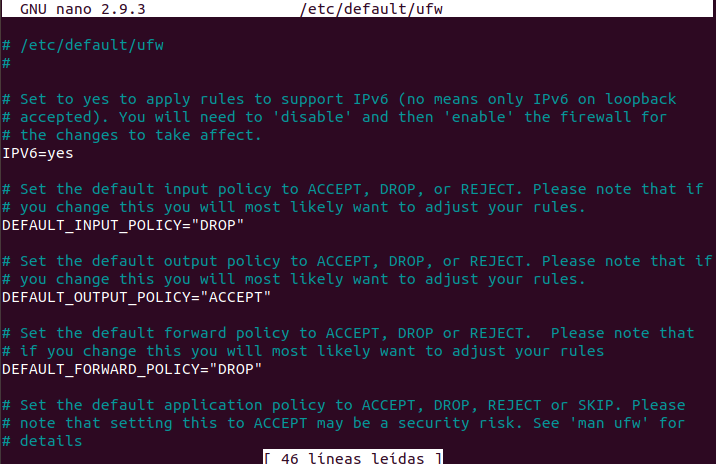 GNU nano 2.9.3 /etc/default/ufw
# /etc/default/ufw
#
# Set to yes to apply rules to support IPv6 (no means only IPv6 on loopback
# accepted). You will need to 'disable' and then 'enable' the firewall for
# the changes to take affect.
IPV6=yes
# Set the default input policy to ACCEPT, DROP, or REJECT. Please note that if
# you change this you will most likely want to adjust your rules.
DEFAULT_INPUT_POLICY="DROP"
# Set the default output policy to ACCEPT, DROP, or REJECT. Please note that if
# you change this you will most likely want to adjust your rules.
DEFAULT_OUTPUT_POLICY="ACCEPT"
# Set the default forward policy to ACCEPT, DROP or REJECT.  Please note that
# if you change this you will most likely want to adjust your rules
DEFAULT_FORWARD_POLICY="DROP"
# Set the default application policy to ACCEPT, DROP, REJECT or SKIP. Please
# note that setting this to ACCEPT may be a security risk. See 'man ufw' for
# details
[ 46 líneas leídas ]